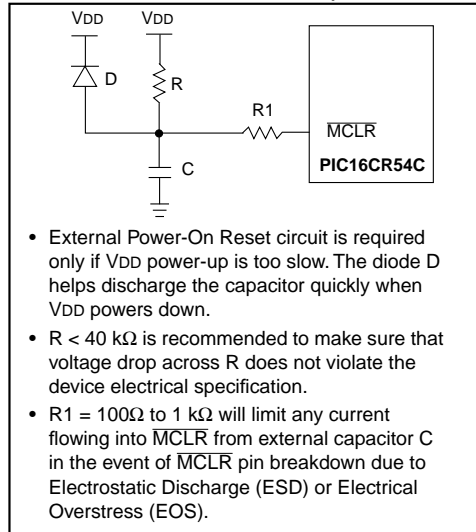 VDD VDD
D
R
R1
MCLR
PIC16CR54C
C
• External Power-On Reset circuit is required
only if VDD power-up is too slow. The diode D
helps discharge the capacitor quickly when
VDD powers down.
• R < 40 kΩ is recommended to make sure that
voltage drop across R does not violate the
device electrical specification.
• R1 = 100Ω to 1 kΩ will limit any current
flowing into MCLR from external capacitor C
in the event of MCLR pin breakdown due to
Electrostatic Discharge (ESD) or Electrical
Overstress (EOS).